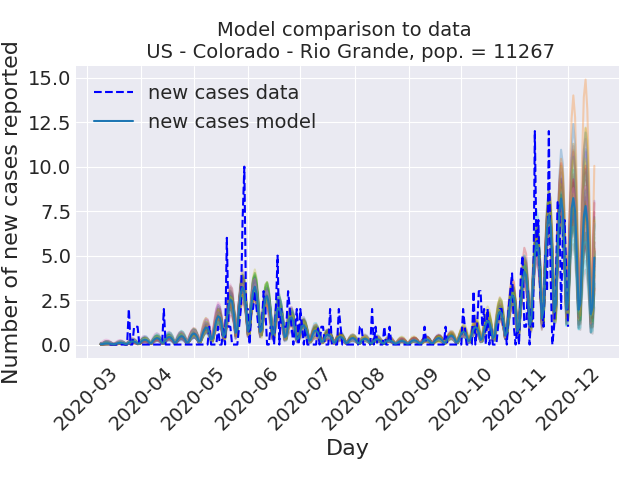 Model comparison to data
US - Colorado - Rio Grande, pop. = 11267
Number of new cases reported
15.0
12.5
10.0
7.5
5.0
2.5
0.0
new cases data
new cases model
2020-03
2020-04
2020-05
2020-06
2020-07
2020-08
2020-09
2020-10
2020-11
2020-12
Day